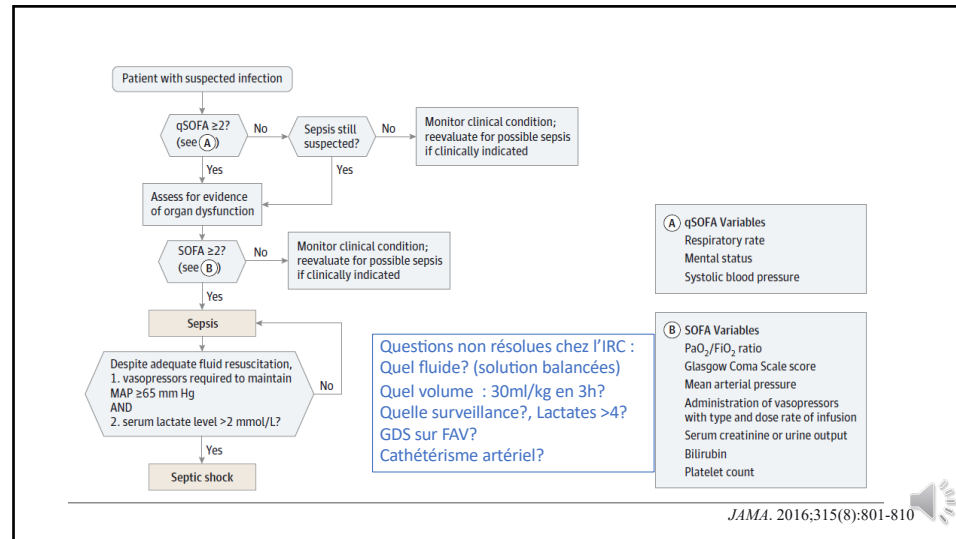 Patient with suspected infection
qSOFA ≥2?
(see Ⓐ)
No
Sepsis still
suspected?
No
Monitor clinical condition;
reevaluate for possible sepsis
if clinically indicated
Yes
Yes
Assess for evidence
of organ dysfunction
SOFA ≥2?
(see Ⓑ)
No
Monitor clinical condition;
reevaluate for possible sepsis
if clinically indicated
Yes
Sepsis
Despite adequate fluid resuscitation,
1. vasopressors required to maintain
MAP ≥65 mm Hg
AND
2. serum lactate level >2 mmol/L?
No
Yes
Septic shock
Questions non résolues chez l'IRC :
Quel fluide? (solution balancées)
Quel volume : 30ml/kg en 3h?
Quelle surveillance?, Lactates >4?
GDS sur FAV?
Cathétérisme artériel?
Ⓐ qSOFA Variables
Respiratory rate
Mental status
Systolic blood pressure
Ⓑ SOFA Variables
PaO₂/FiO₂ ratio
Glasgow Coma Scale score
Mean arterial pressure
Administration of vasopressors
with type and dose rate of infusion
Serum creatinine or urine output
Bilirubin
Platelet count
JAMA. 2016;315(8):801-810